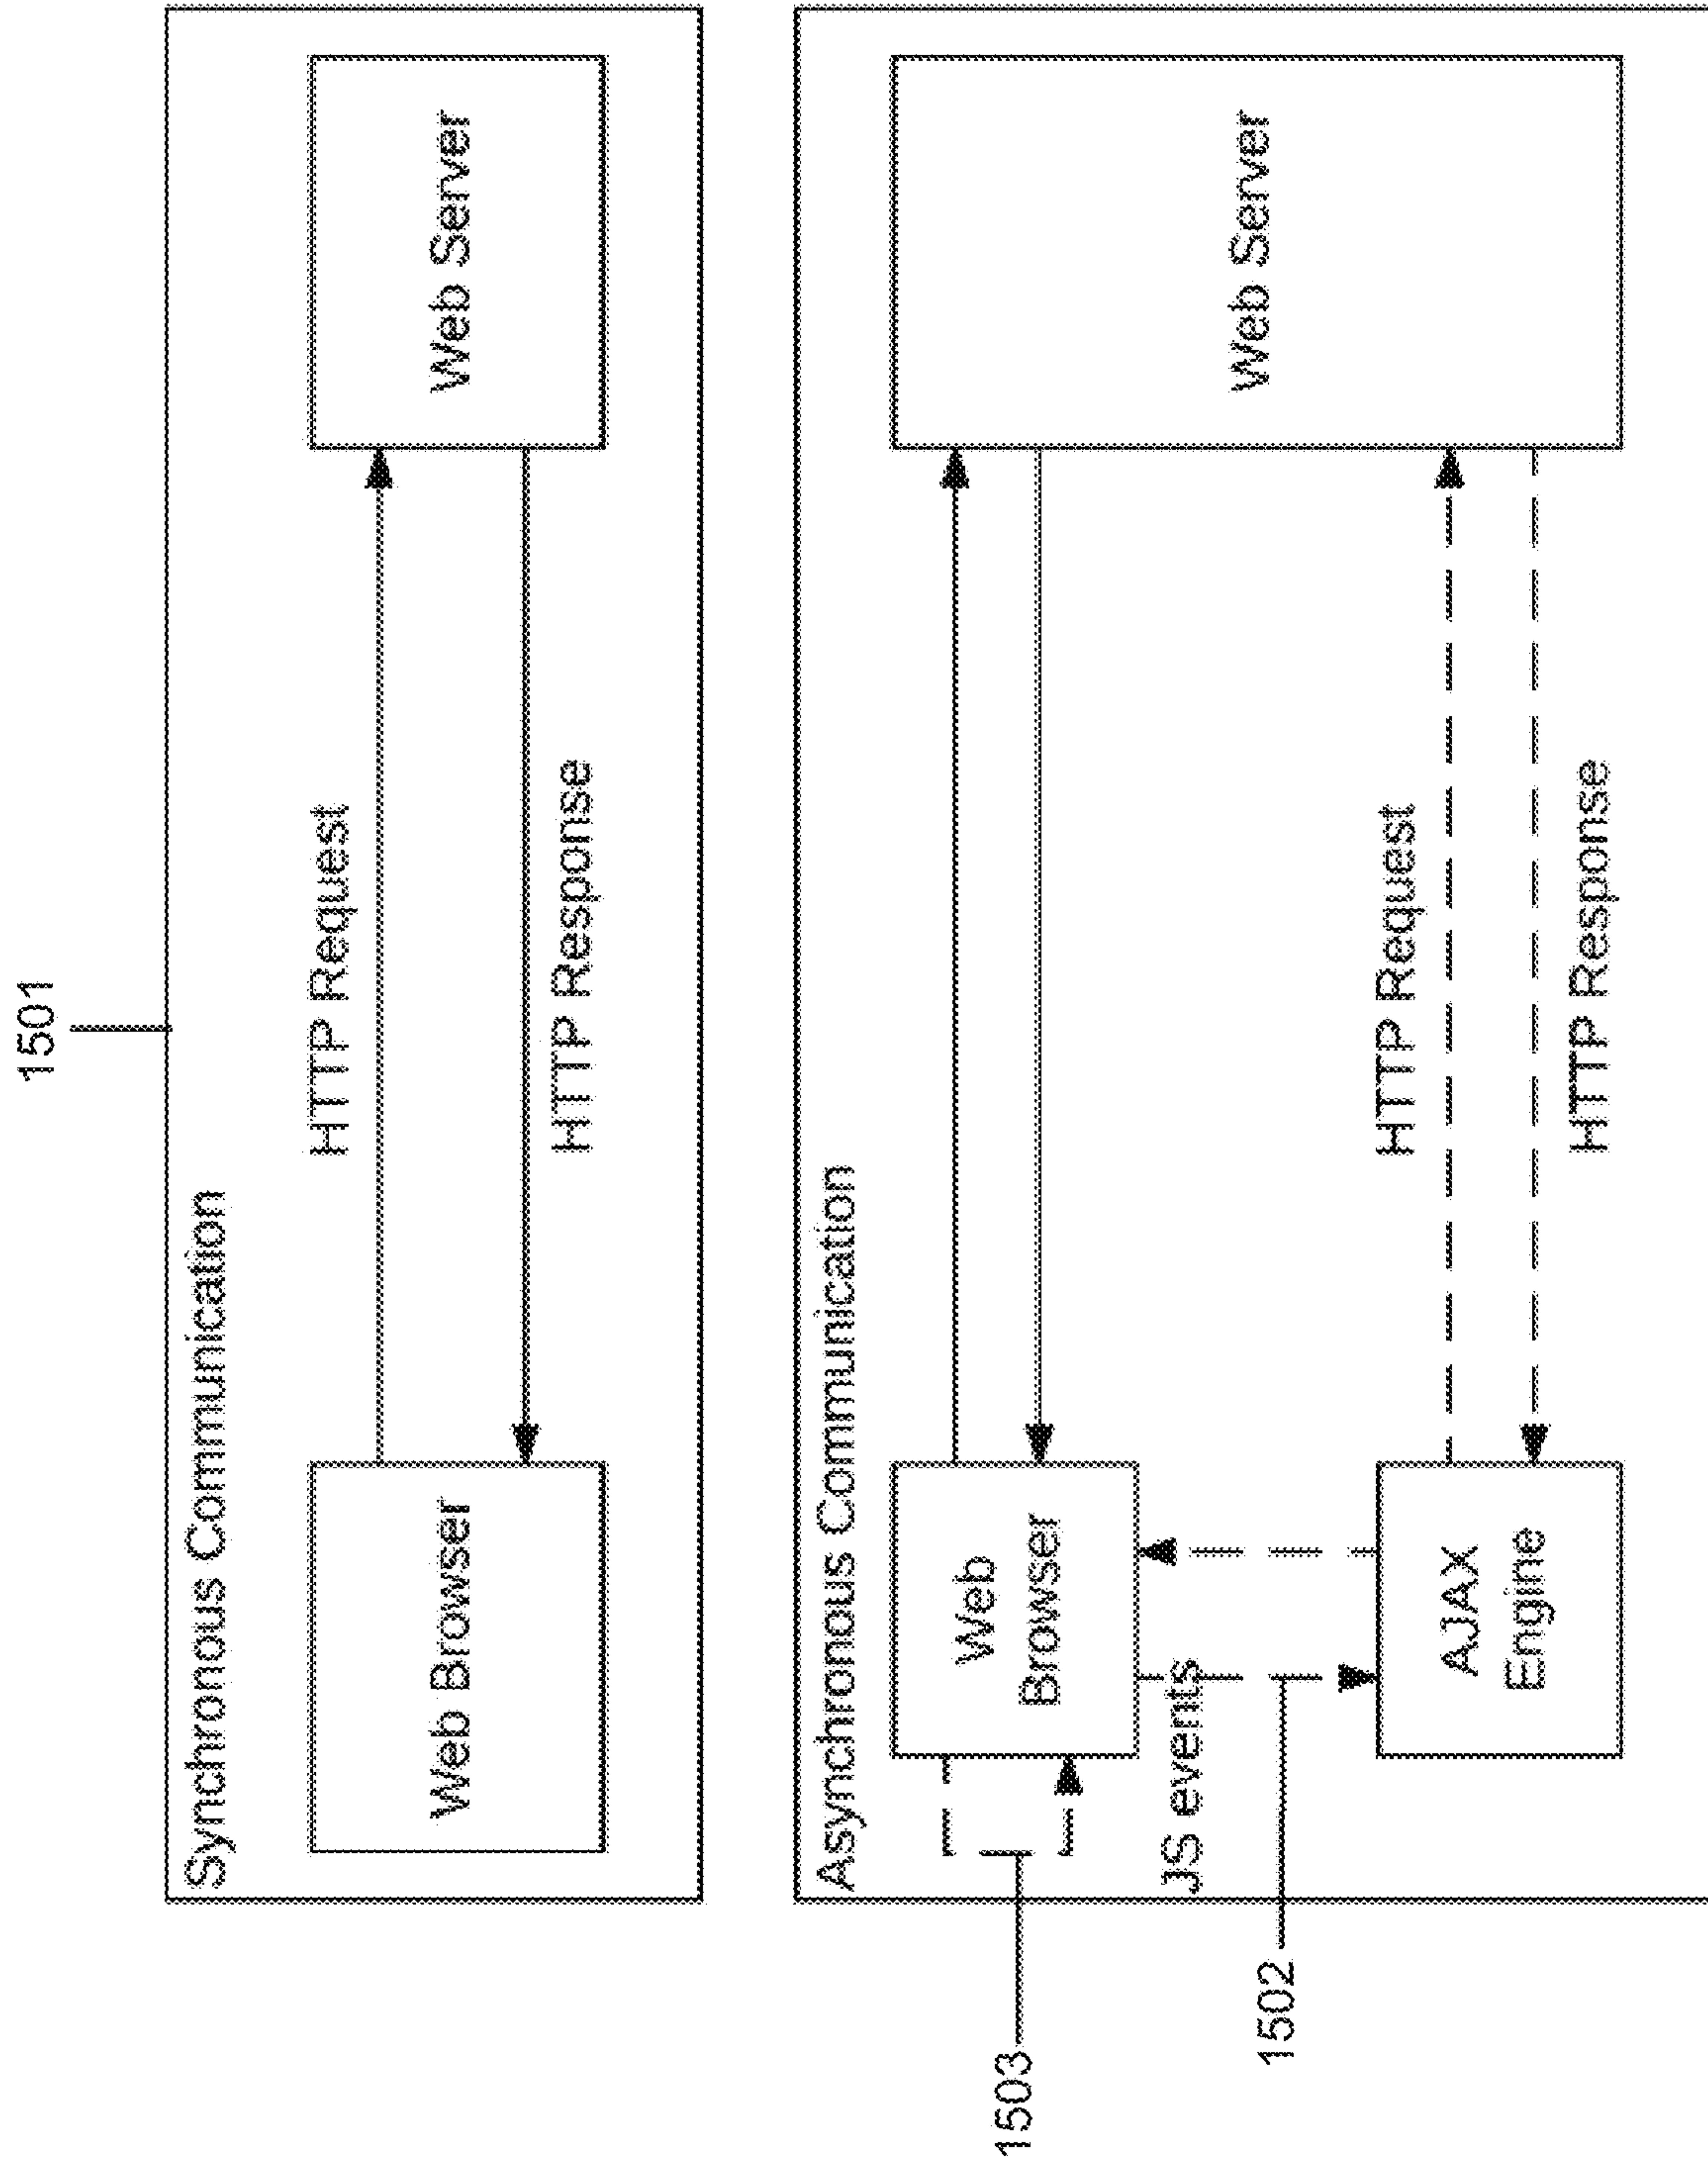 1501
Synchronous Communication
HTTP Request
Web Browser
Web Server
HTTP Response
Asynchronous Communication
Web
Browser
Web Server
1503
JS events
1502
HTTP Request
AJAX
Engine
HTTP Response